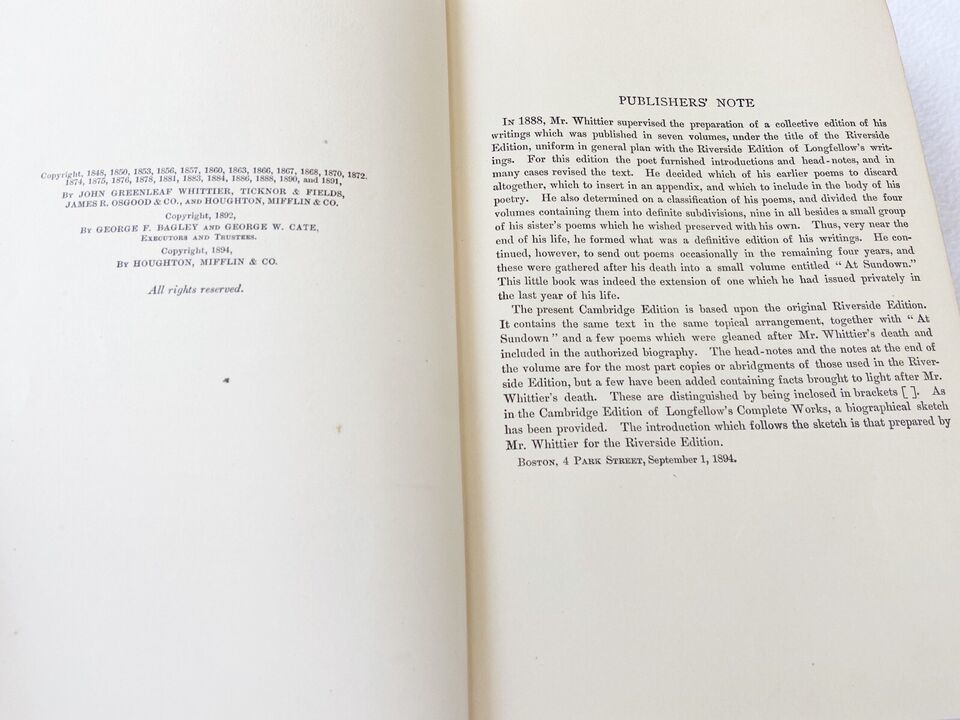 Copyright, 1848, 1850, 1853, 1856, 1857, 1860, 1863, 1866, 1867, 1868, 1870, 1872.
1874, 1875, 1876, 1878, 1881, 1883, 1884, 1886, 1888, 1890, and 1891,
BY JOHN GREENLEAF WHITTIER, TICKNOR & FIELDS,
JAMES R. OSGOOD & CO., AND HOUGHTON, MIFFLIN & CO.
Copyright, 1892,
BY GEORGE F. BAGLEY AND GEORGE W. CATE,
EXECUTORS AND TRUSTEES.
Copyright, 1894,
BY HOUGHTON, MIFFLIN & CO.
All rights reserved.
PUBLISHERS' NOTE
IN 1888, Mr. Whittier supervised the preparation of a collective edition of his
writings which was published in seven volumes, under the title of the Riverside
Edition, uniform in general plan with the Riverside Edition of Longfellow's writ-
ings. For this edition the poet furnished introductions and head-notes, and in
many cases revised the text. He decided which of his earlier poems to discard
altogether, which to insert in an appendix, and which to include in the body of his
poetry. He also determined on a classification of his poems, and divided the four
volumes containing them into definite subdivisions, nine in all besides a small group
of his sister's poems which he wished preserved with his own. Thus, very near the
end of his life, he formed what was a definitive edition of his writings. He con-
tinued, however, to send out poems occasionally in the remaining four years, and
these were gathered after his death into a small volume entitled "At Sundown."
This little book was indeed the extension of one which he had issued privately in
the last year of his life.
The present Cambridge Edition is based upon the original Riverside Edition.
It contains the same text in the same topical arrangement, together with "At
Sundown" and a few poems which were gleaned after Mr. Whittier's death and
included in the authorized biography. The head-notes and the notes at the end of
the volume are for the most part copies or abridgments of those used in the River-
side Edition, but a few have been added containing facts brought to light after Mr.
Whittier's death. These are distinguished by being inclosed in brackets [ ]. As
in the Cambridge Edition of Longfellow's Complete Works, a biographical sketch
has been provided. The introduction which follows the sketch is that prepared by
Mr. Whittier for the Riverside Edition.
BOSTON, 4 PARK STREET, September 1, 1894.